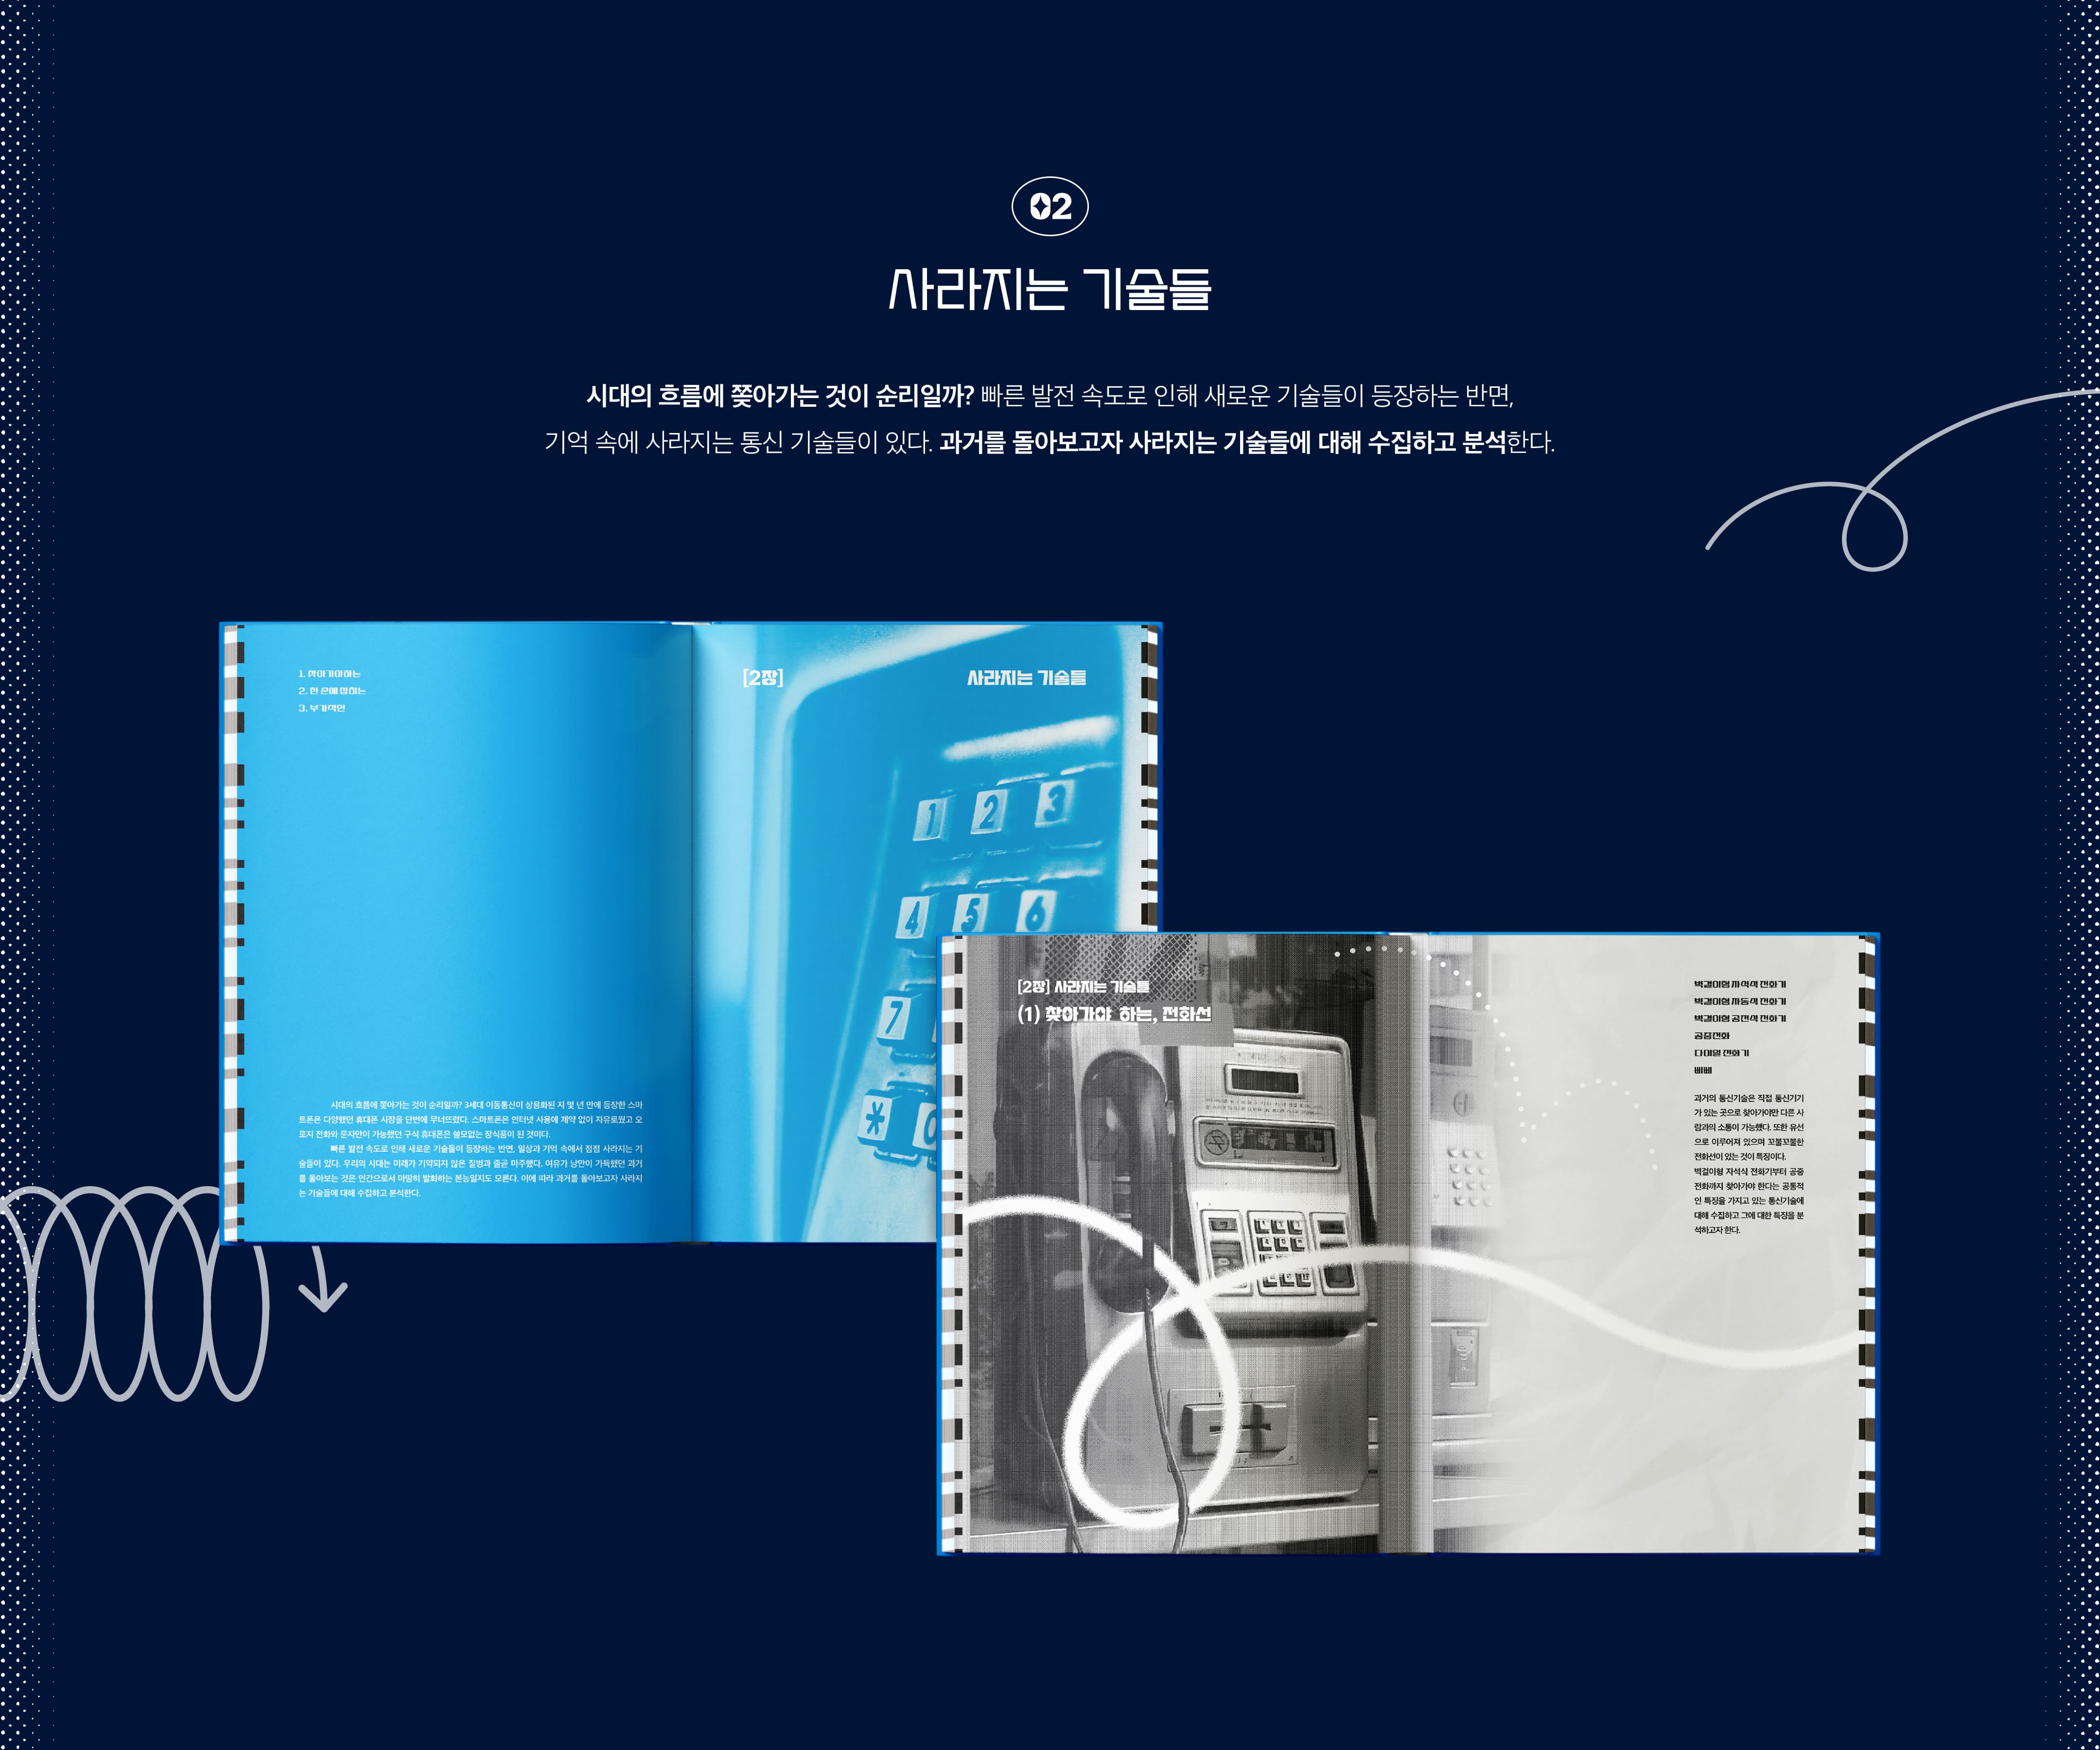 02
사라지는 기술들
시대의 흐름에 쫓아가는 것이 순리일까? 빠른 발전 속도로 인해 새로운 기술들이 등장하는 반면,
기억 속에 사라지는 통신 기술들이 있다. 과거를 돌아보고자 사라지는 기술들에 대해 수집하고 분석한다.
1. 찾아가야하는
2. 한 손에 잡히는
3. 부가적인
시대의 흐름에 쫓아가는 것이 순리일까? 3세대 이동통신이 상용화된 지 몇 년 만에 등장한 스마
트폰은 다양했던 휴대폰 시장을 단번에 무너뜨렸다. 스마트폰은 인터넷 사용에 제약 없이 자유로웠고 오
로지 전화와 문자만이 가능했던 구식 휴대폰은 쓸모없는 장식품이 된 것이다.
빠른 발전 속도로 인해 새로운 기술들이 등장하는 반면, 일상과 기억 속에서 점점 사라지는 기
술들이 있다. 우리의 시대는 미래가 기약되지 않은 질병과 줄곧 마주했다. 여유가 낭만이 가득했던 과거
를 돌아보는 것은 인간으로서 마땅히 발화하는 본능일지도 모른다. 이에 따라 과거를 돌아보고자 사라지
는 기술들에 대해 수집하고 분석한다.
[2장]
사라지는 기술들
1 2 3
4 5 6
7
* 0
[2장] 사라지는 기술들
(1) 찾아가야 하는, 전화선
벽걸이형 자석식 전화기
벽걸이형 자동식 전화기
벽걸이형 공전식 전화기
공중전화
다이얼 전화기
삐삐
과거의 통신기술은 직접 통신기기
가 있는 곳으로 찾아가야만 다른 사
람과의 소통이 가능했다. 또한 유선
으로 이루어져 있으며 꼬불꼬불한
전화선이 있는 것이 특징이다.
벽걸이형 자석식 전화기부터 공중
전화까지 찾아가야 한다는 공통적
인 특징을 가지고 있는 통신기술에
대해 수집하고 그에 대한 특징을 분
석하고자 한다.